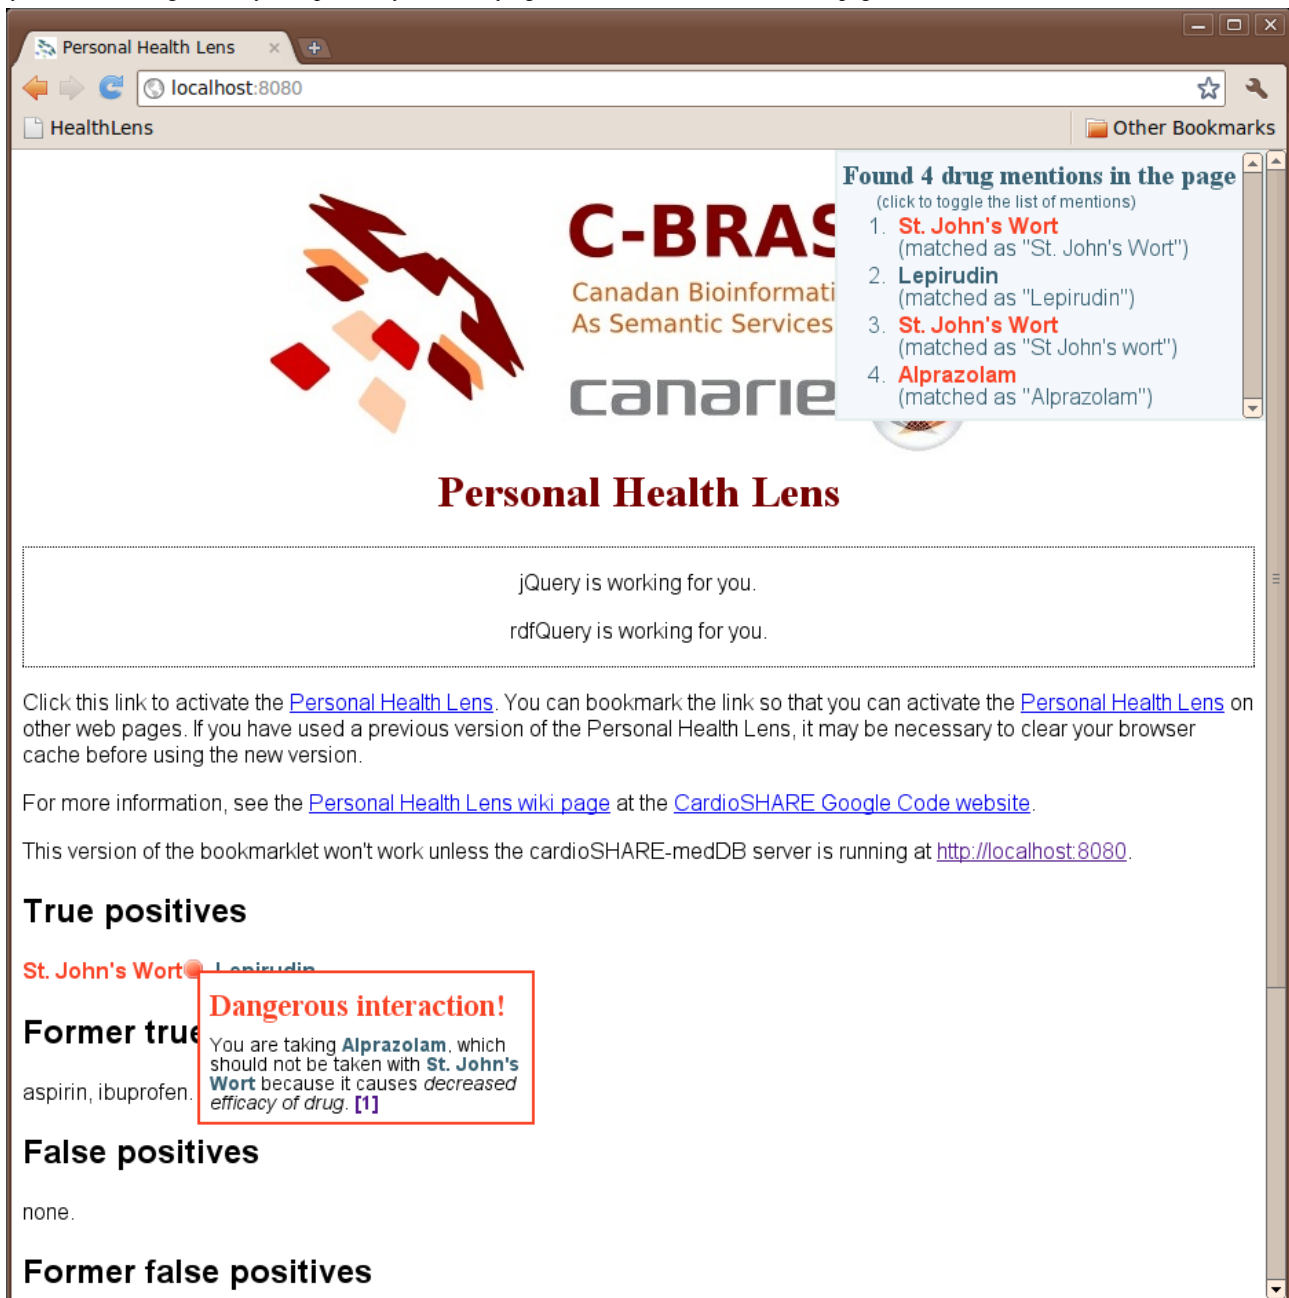 Personal Health Lens
localhost:8080
HealthLens
Other Bookmarks
Found 4 drug mentions in the page
(click to toggle the list of mentions)
1. St. John's Wort
(matched as "St. John's Wort")
2. Lepirudin
(matched as "Lepirudin")
3. St. John's Wort
(matched as "St John's wort")
4. Alprazolam
(matched as "Alprazolam")
C-BRAS
Canadan Bioinformati
As Semantic Services
canarie
Personal Health Lens
jQuery is working for you.
rdfQuery is working for you.
Click this link to activate the Personal Health Lens. You can bookmark the link so that you can activate the Personal Health Lens on
other web pages. If you have used a previous version of the Personal Health Lens, it may be necessary to clear your browser
cache before using the new version.
For more information, see the Personal Health Lens wiki page at the CardioSHARE Google Code website.
This version of the bookmarklet won't work unless the cardioSHARE-medDB server is running at http://localhost:8080.
True positives
St. John's Wort Lepirudin
Dangerous interaction!
You are taking Alprazolam, which
should not be taken with St. John's
Wort because it causes decreased
efficacy of drug. [1]
Former true
aspirin, ibuprofen.
False positives
none.
Former false positives